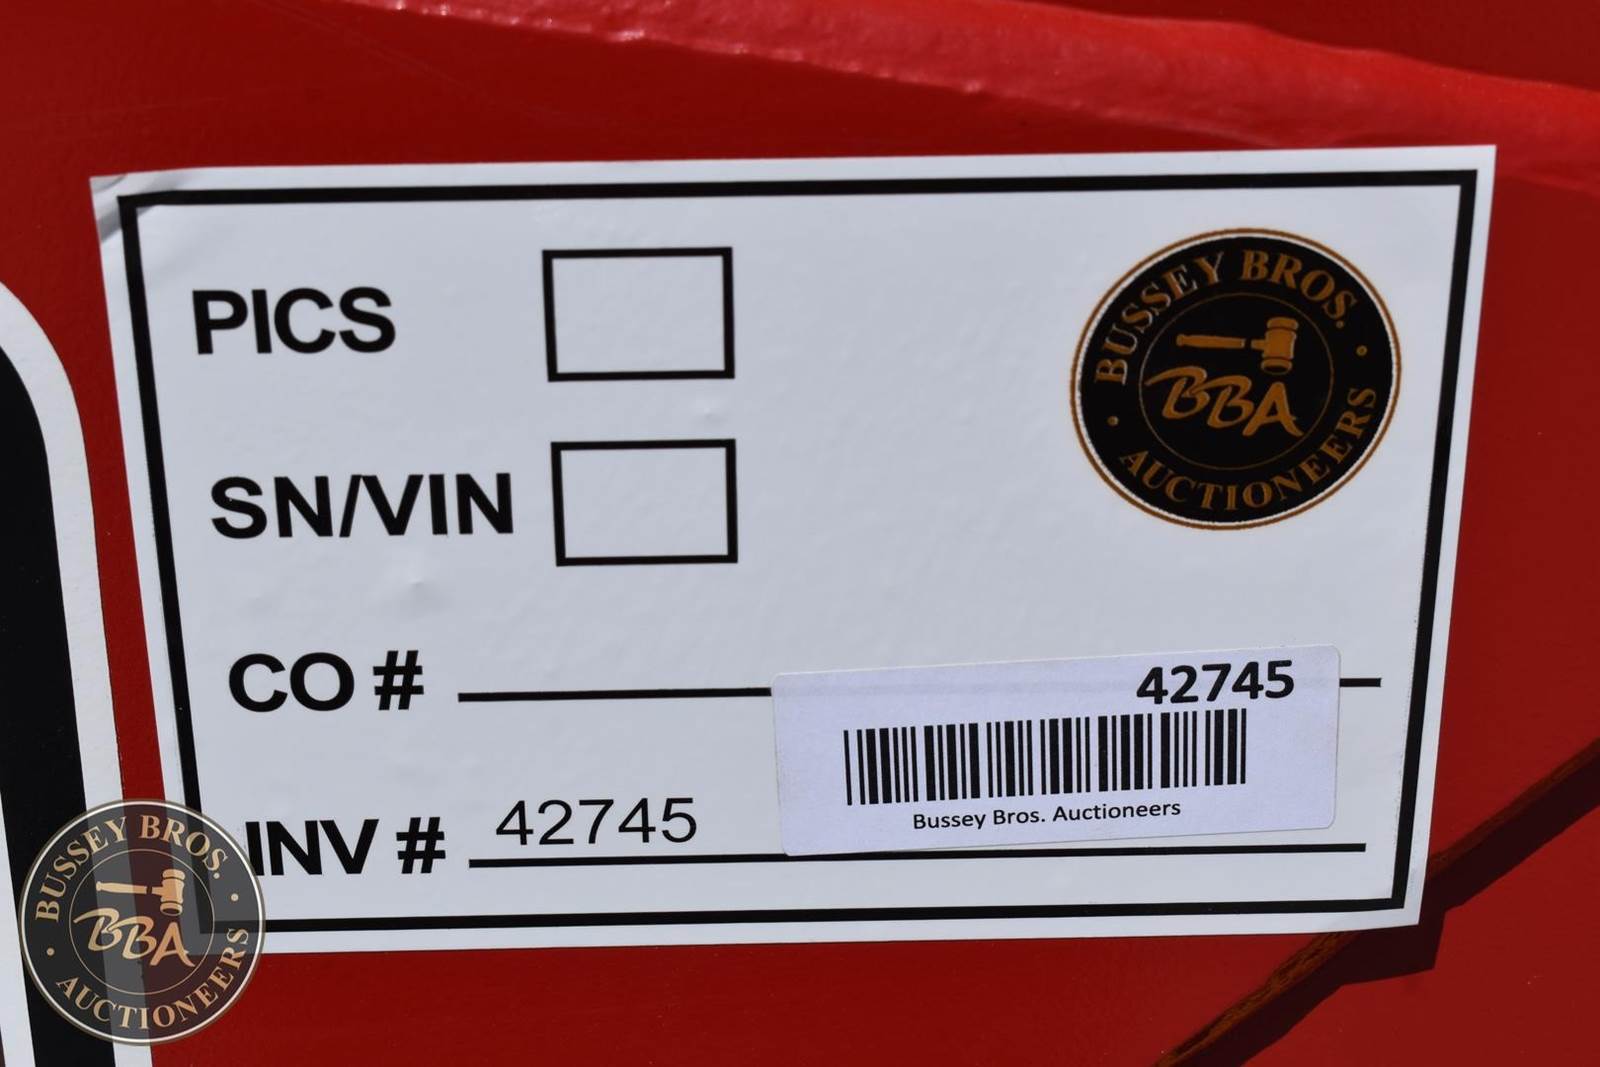 PICS
BUSSEY BROS.
BBA
AUCTIONEERS
SN/VIN
CO #
42745
Bussey Bros. Auctioneers
INV # 42745
BUSSEY BROS.
BBA
AUCTIONEERS